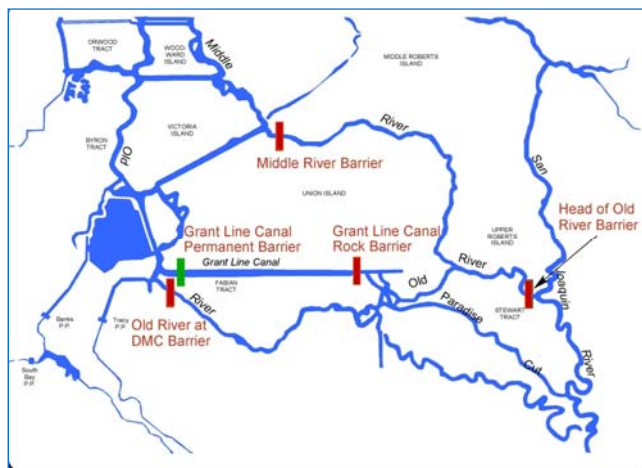 ORWOOD
TRACT
WOOD-
WARD
ISLAND
Middle
MIDDLE ROBERTS
ISLAND
BYRON
TRACT
VICTORIA
ISLAND
Old
River
San
Middle River Barrier
UNION ISLAND
Head of Old
River Barrier
Grant Line Canal
Permanent Barrier
Grant Line Canal
Rock Barrier
UPPER
ROBERTS
ISLAND
Grant Line Canal
FABIAN
TRACT
River
Old
Joaquin
River
Paradise
STEWART
TRACT
Old River at
DMC Barrier
Banks
P.P.
Tracy
P.P.
Cut
River
South
Bay
P.P.